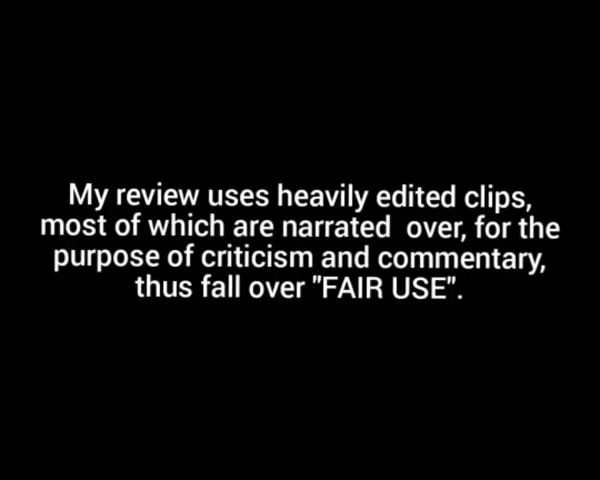 My review uses heavily edited clips,
most of which are narrated  over, for the
purpose of criticism and commentary,
thus fall over "FAIR USE".